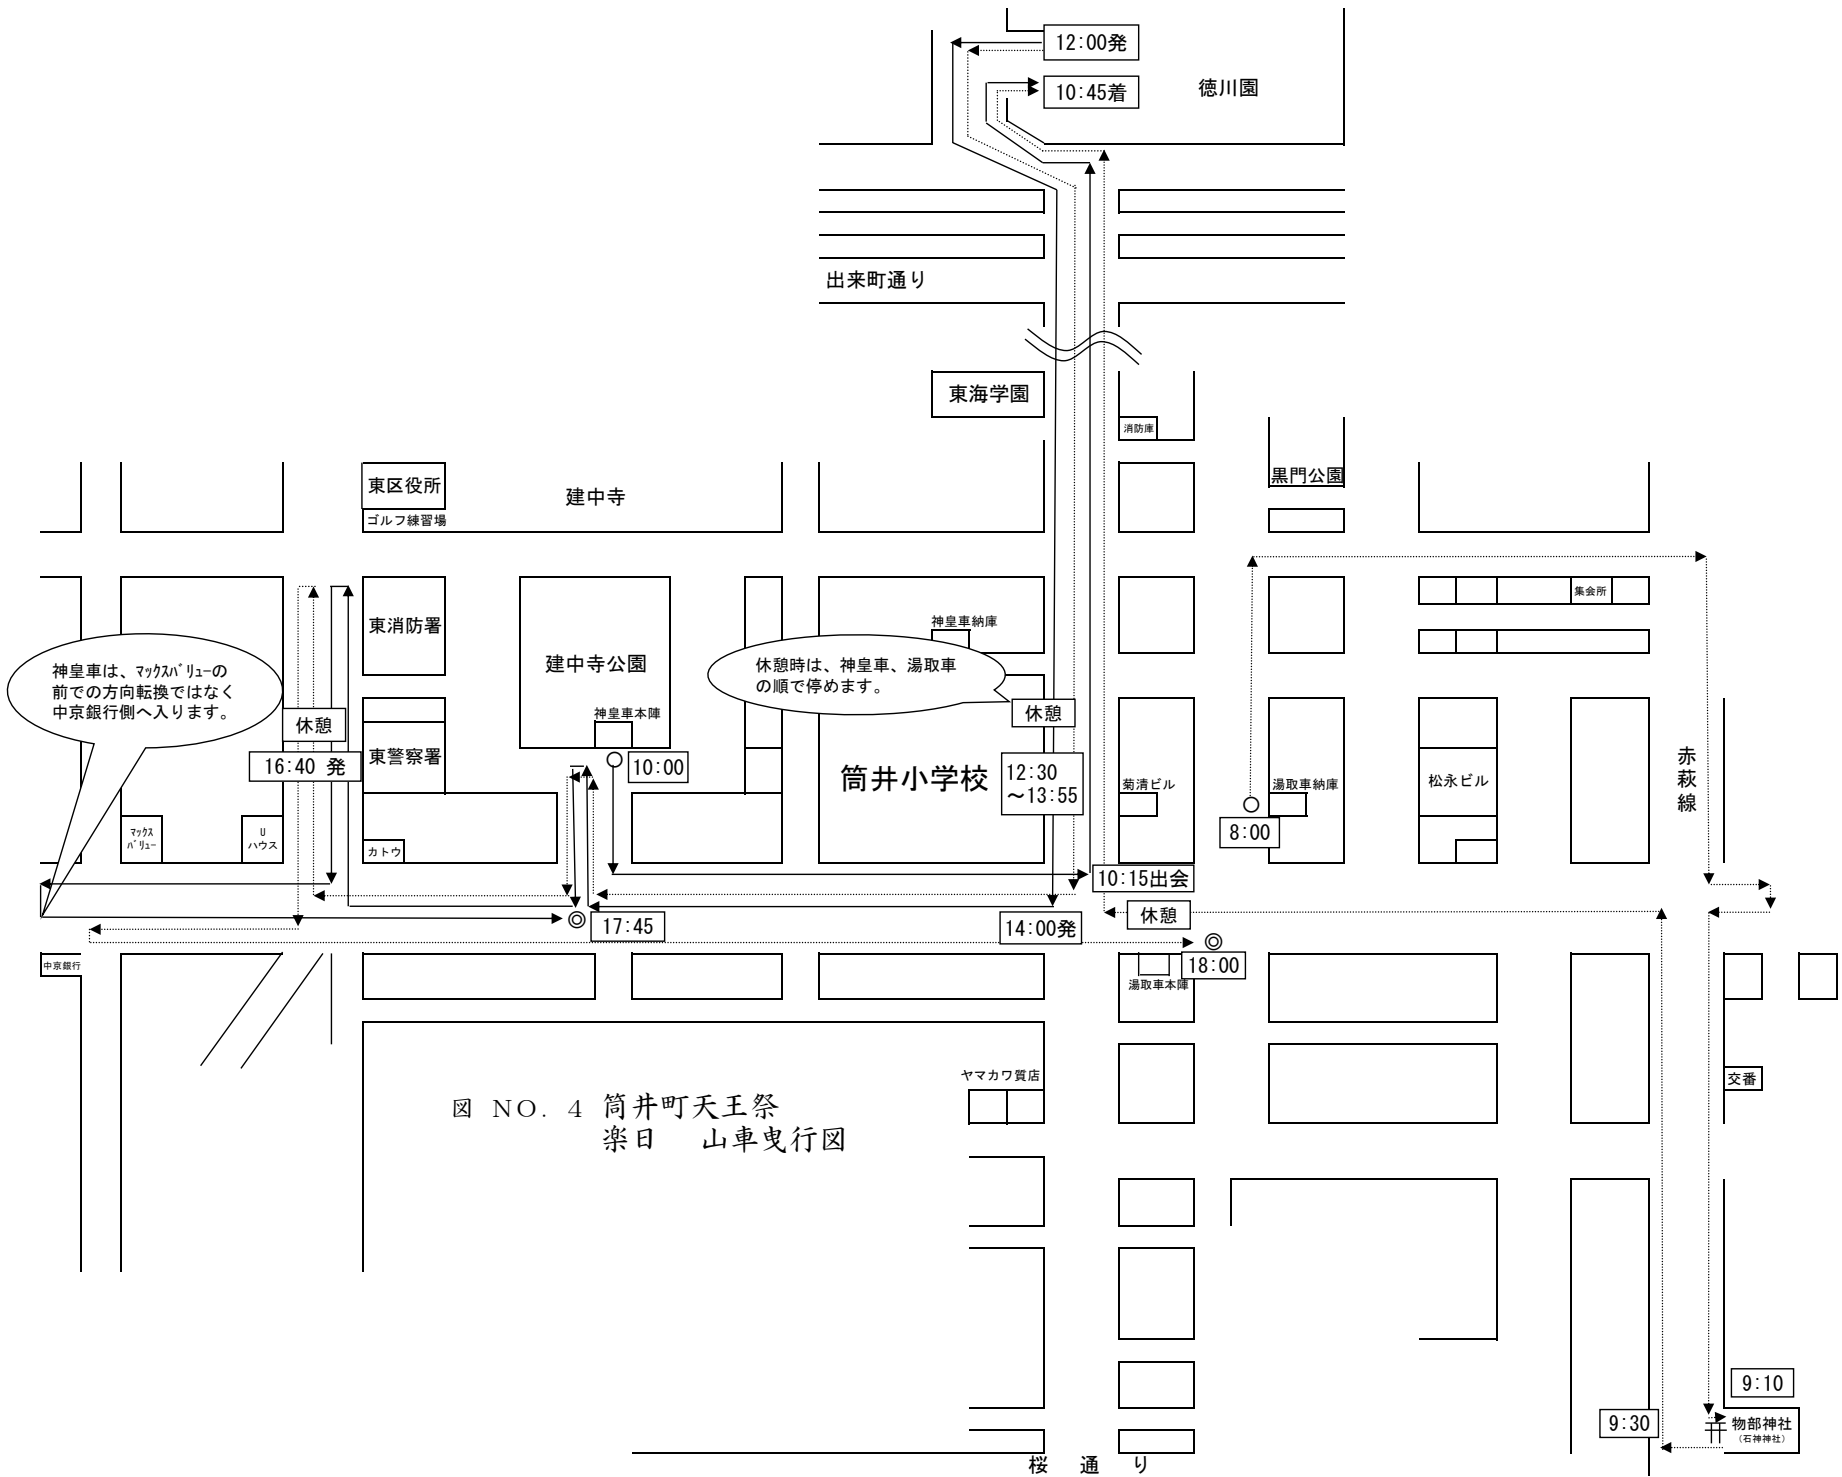 12:00発
10:45着
徳川園
出来町通り
東海学園
消防庫
黒門公園
東区役所
ゴルフ練習場
建中寺
集会所
東消防署
神皇車納庫
建中寺公園
神皇車は、マックスバリューの
前での方向転換ではなく
中京銀行側へ入ります。
休憩時は、神皇車、湯取車
の順で停めます。
休憩
16:40 発
東警察署
神皇車本陣
10:00
休憩
筒井小学校
12:30
～13:55
菊清ビル
湯取車納庫
8:00
松永ビル
赤萩線
マックス
バリュー
U
ハウス
カトウ
10:15出会
休憩
17:45
14:00発
18:00
中京銀行
湯取車本陣
ヤマカワ質店
交番
図 NO. 4 筒井町天王祭
楽日 山車曳行図
9:10
9:30
物部神社
（石神神社）
桜通り